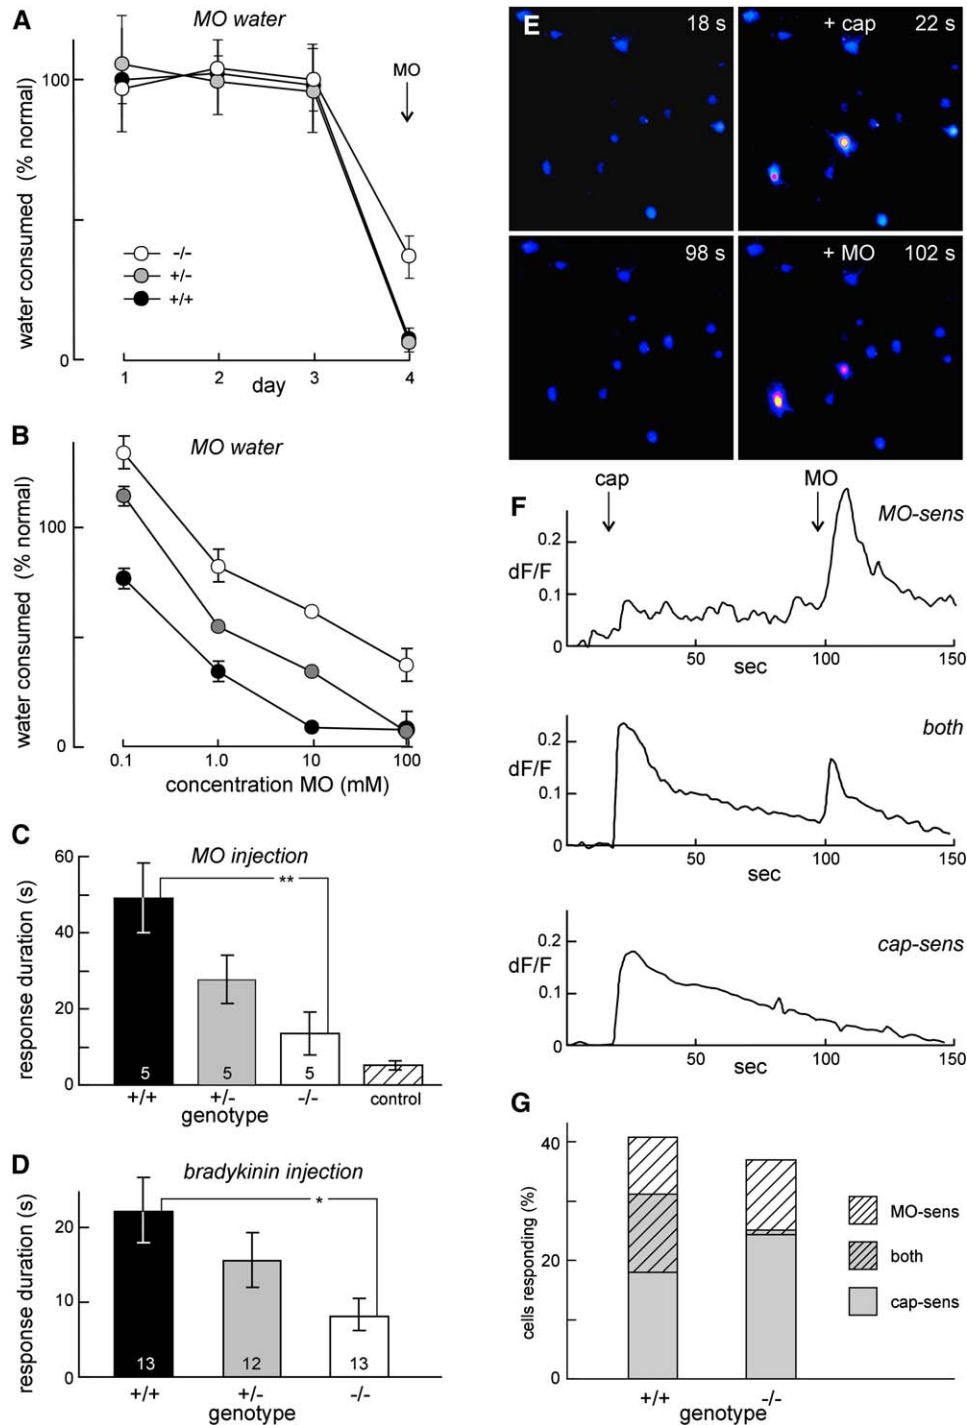 A
MO water
water consumed (% normal)
100
0
MO
-/-
+/-
+/+
1
2
3
4
day
B
MO water
water consumed (% normal)
100
0
0.1
1.0
10
100
concentration MO (mM)
C
MO injection
response duration (s)
60
40
20
0
**
5
5
5
+/+
+/-
-/-
control
genotype
D
bradykinin injection
response duration (s)
20
10
0
*
13
12
13
+/+
+/-
-/-
genotype
E
18 s
+ cap
22 s
98 s
+ MO
102 s
F
cap
MO
MO-sens
dF/F
0.2
0.1
0
50
100
150
sec
both
dF/F
0.2
0.1
0
50
100
150
sec
cap-sens
dF/F
0.2
0.1
0
50
100
150
sec
G
cells responding (%)
40
20
0
+/+
-/-
genotype
MO-sens
both
cap-sens